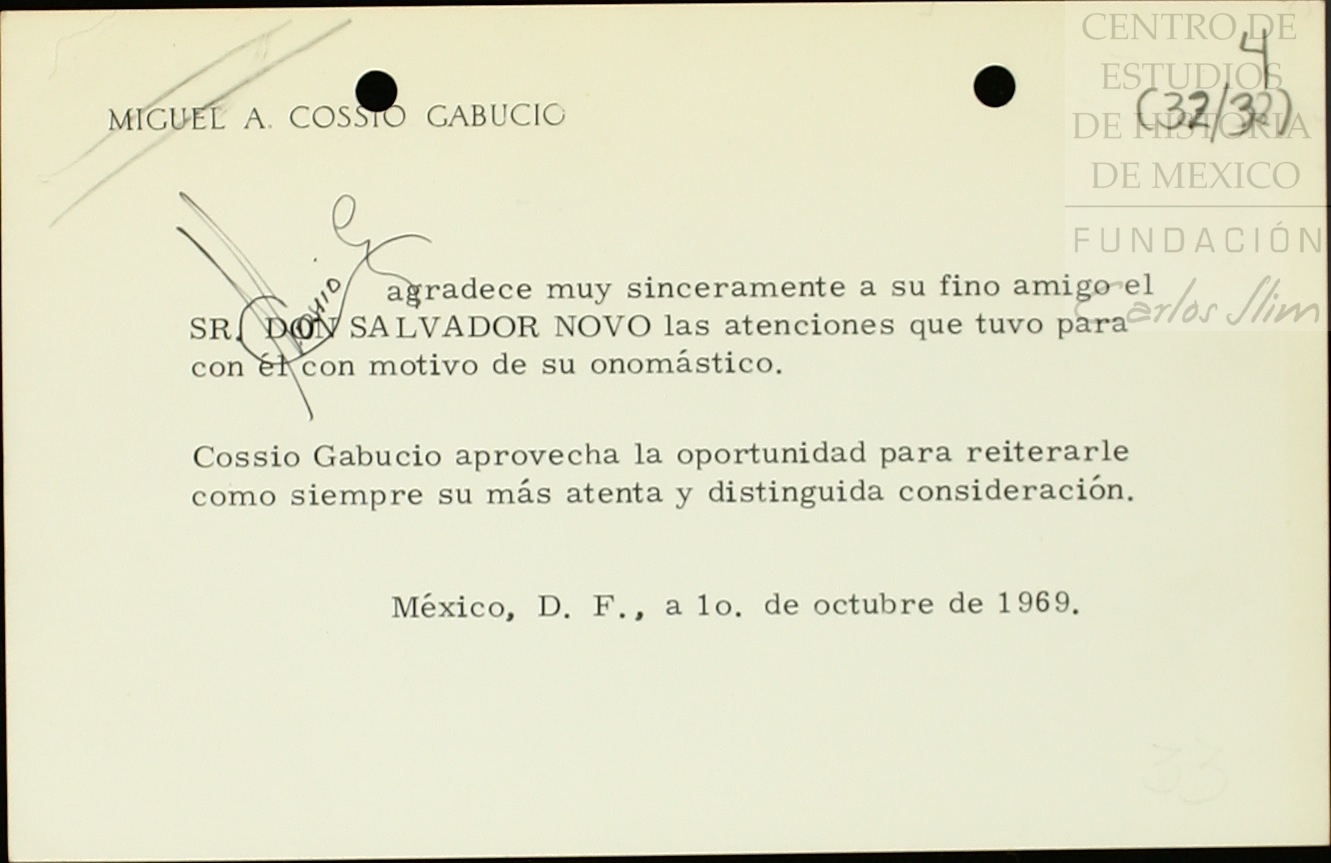 CENTRO DE
ESTUDIOS
DE HISTORIA
DE MEXICO
FUNDACIÓN
Carlos Slim
4
(32/32)
MIGUEL A. COSSIO GABUCIO
agradece muy sinceramente a su fino amigo el
SR. DON SALVADOR NOVO las atenciones que tuvo para
con él con motivo de su onomástico.
Cossio Gabucio aprovecha la oportunidad para reiterarle
como siempre su más atenta y distinguida consideración.
México, D. F., a 1o. de octubre de 1969.
33